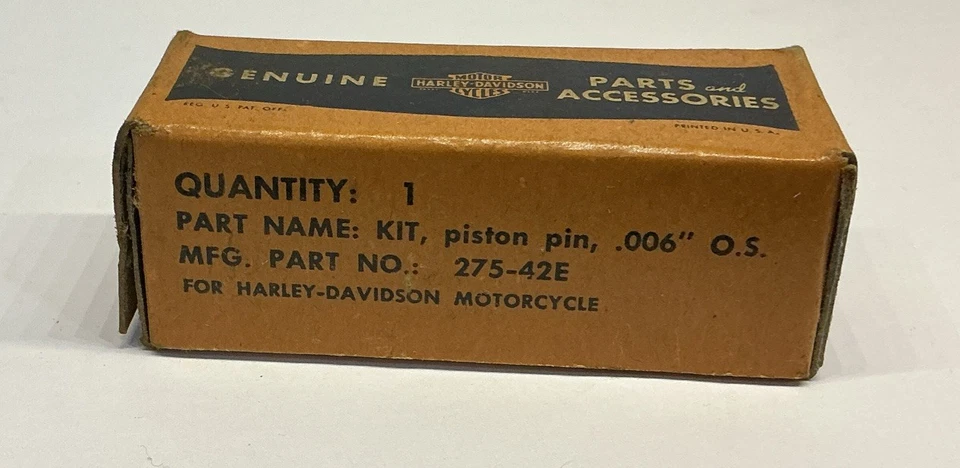 GENUINE
MOTOR
HARLEY-DAVIDSON
CYCLES
PARTS and
ACCESSORIES
REG. U.S. PAT. OFF.
PRINTED IN U.S.A.
QUANTITY: 1
PART NAME: KIT, piston pin, .006" O.S.
MFG. PART NO.: 275-42E
FOR HARLEY-DAVIDSON MOTORCYCLE